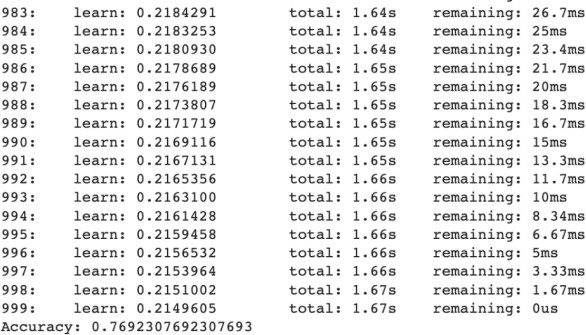 983: learn: 0.2184291 total: 1.64s remaining: 26.7ms
984: learn: 0.2183253 total: 1.64s remaining: 25ms
985: learn: 0.2180930 total: 1.64s remaining: 23.4ms
986: learn: 0.2178689 total: 1.65s remaining: 21.7ms
987: learn: 0.2176189 total: 1.65s remaining: 20ms
988: learn: 0.2173807 total: 1.65s remaining: 18.3ms
989: learn: 0.2171719 total: 1.65s remaining: 16.7ms
990: learn: 0.2169116 total: 1.65s remaining: 15ms
991: learn: 0.2167131 total: 1.65s remaining: 13.3ms
992: learn: 0.2165356 total: 1.66s remaining: 11.7ms
993: learn: 0.2163100 total: 1.66s remaining: 10ms
994: learn: 0.2161428 total: 1.66s remaining: 8.34ms
995: learn: 0.2159458 total: 1.66s remaining: 6.67ms
996: learn: 0.2156532 total: 1.66s remaining: 5ms
997: learn: 0.2153964 total: 1.66s remaining: 3.33ms
998: learn: 0.2151002 total: 1.67s remaining: 1.67ms
999: learn: 0.2149605 total: 1.67s remaining: 0us
Accuracy: 0.7692307692307693